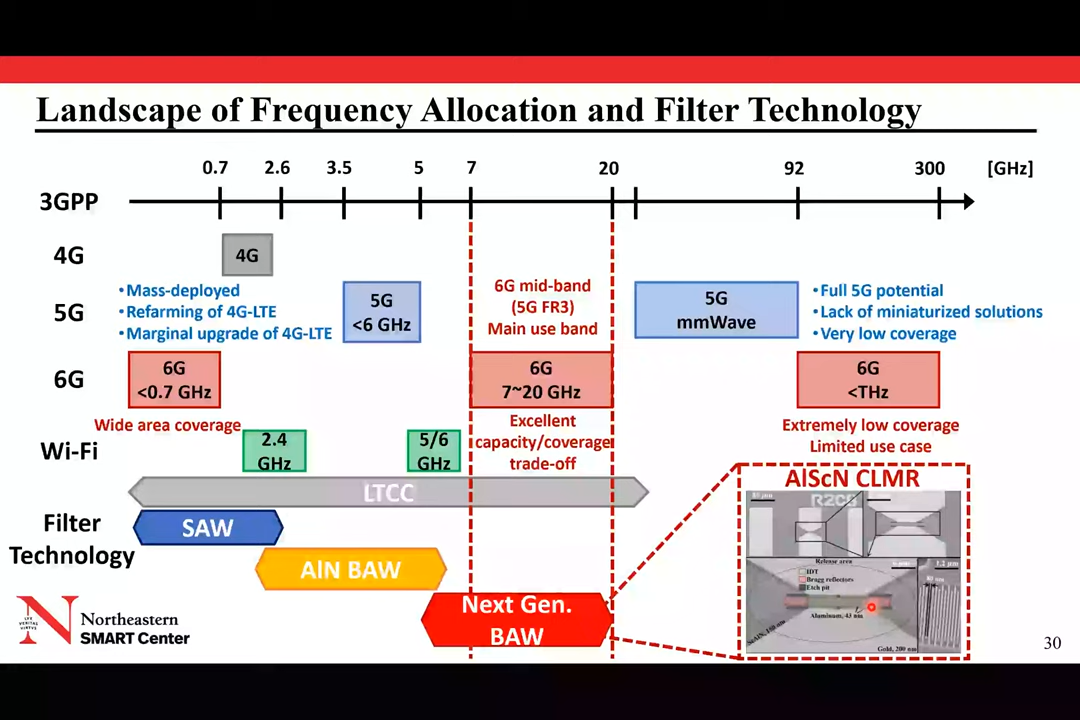 Landscape of Frequency Allocation and Filter Technology
0.7 2.6 3.5 5 7 20 92 300 [GHz]
3GPP
4G
4G
5G
•Mass-deployed
•Refarming of 4G-LTE
•Marginal upgrade of 4G-LTE
5G
<6 GHz
6G mid-band
(5G FR3)
Main use band
5G
mmWave
•Full 5G potential
•Lack of miniaturized solutions
•Very low coverage
6G
6G
<0.7 GHz
6G
7~20 GHz
6G
<THz
Wide area coverage
Excellent
capacity/coverage
trade-off
Extremely low coverage
Limited use case
Wi-Fi
2.4
GHz
5/6
GHz
Filter
Technology
LTCC
SAW
AlN BAW
Next Gen.
BAW
AlScN CLMR
Release area
IDT
Bragg reflectors
Etch pit
Aluminum, 43 nm
Gold, 200 nm
N
Northeastern
SMART Center
30